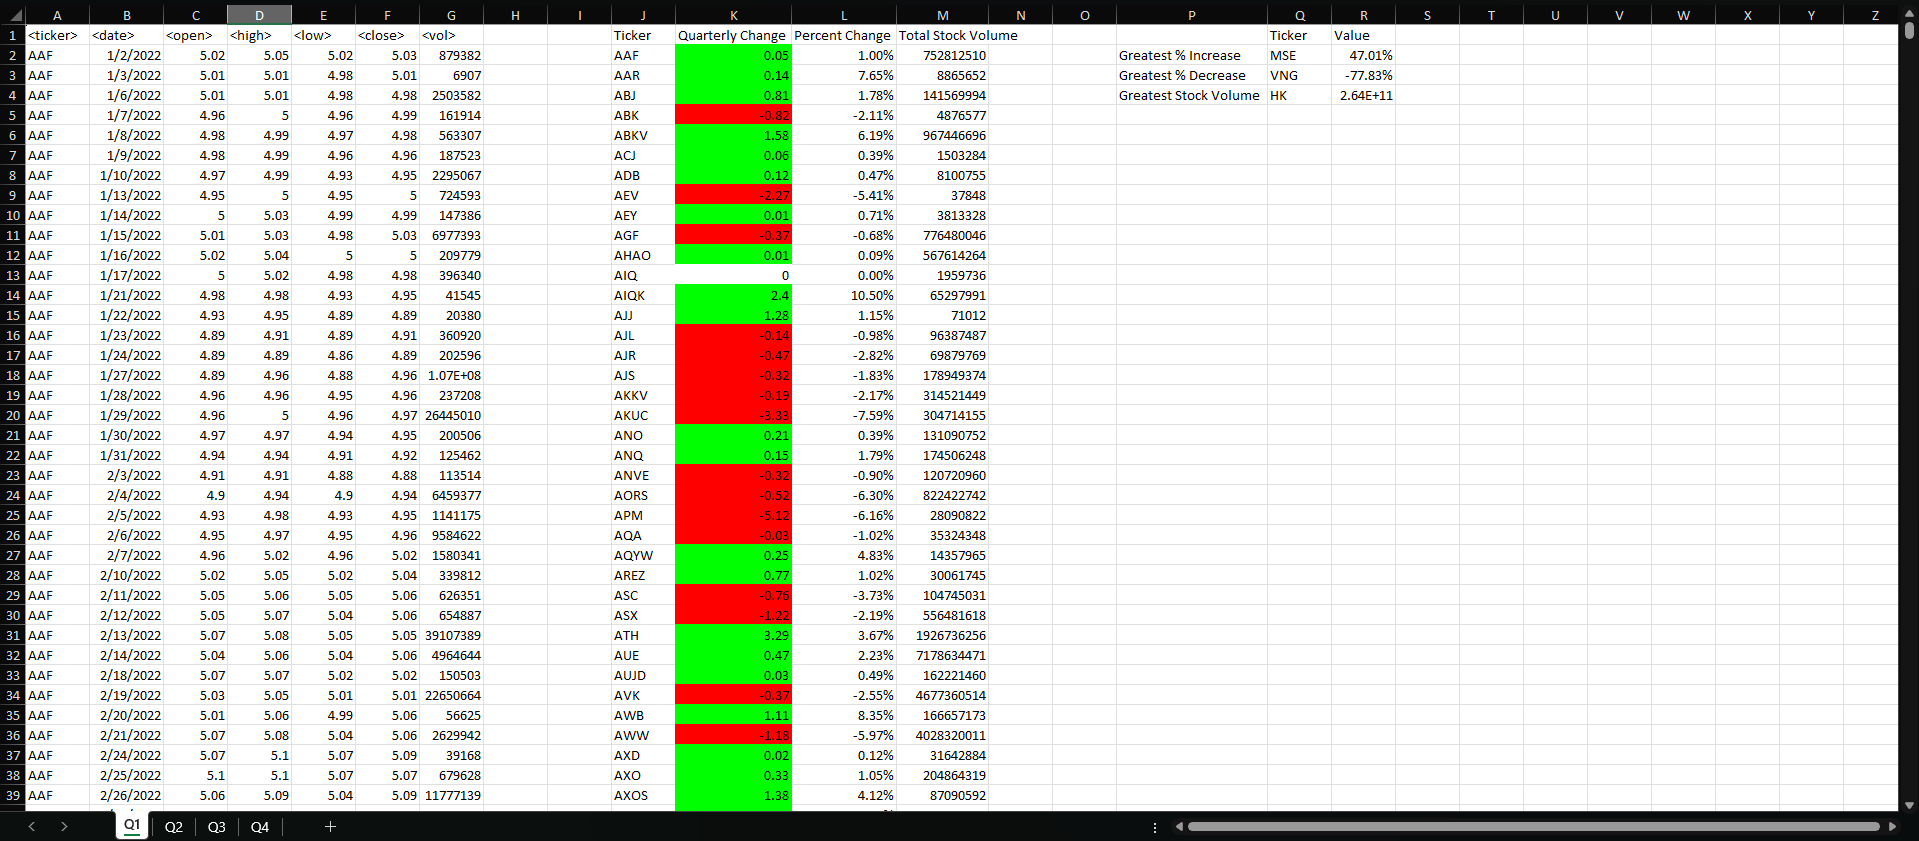 A B C D E F G H I J K L M N O P Q R S T U V W X Y Z
1 <ticker> <date> <open> <high> <low> <close> <vol> Ticker Quarterly Change Percent Change Total Stock Volume Ticker Value
2 AAF 1/2/2022 5.02 5.05 5.02 5.03 879382 AAF 0.05 1.00% 752812510 Greatest % Increase MSE 47.01%
3 AAF 1/3/2022 5.01 5.01 4.98 5.01 6907 AAR 0.14 7.65% 8865652 Greatest % Decrease VNG -77.83%
4 AAF 1/6/2022 5.01 5.01 4.98 4.98 2503582 ABJ 0.81 1.78% 141569994 Greatest Stock Volume HK 2.64E+11
5 AAF 1/7/2022 4.96 5 4.96 4.99 161914 ABK -0.82 -2.11% 4876577
6 AAF 1/8/2022 4.98 4.99 4.97 4.98 563307 ABKV 1.58 6.19% 967446696
7 AAF 1/9/2022 4.98 4.99 4.96 4.96 187523 ACJ 0.06 0.39% 1503284
8 AAF 1/10/2022 4.97 4.99 4.93 4.95 2295067 ADB 0.12 0.47% 8100755
9 AAF 1/13/2022 4.95 5 4.95 5 724593 AEV -2.27 -5.41% 37848
10 AAF 1/14/2022 5 5.03 4.99 4.99 147386 AEY 0.01 0.71% 3813328
11 AAF 1/15/2022 5.01 5.03 4.98 5.03 6977393 AGF -0.37 -0.68% 776480046
12 AAF 1/16/2022 5.02 5.04 5 5 209779 AHAO 0.01 0.09% 567614264
13 AAF 1/17/2022 5 5.02 4.98 4.98 396340 AIQ 0 0.00% 1959736
14 AAF 1/21/2022 4.98 4.98 4.93 4.95 41545 AIQK 2.4 10.50% 65297991
15 AAF 1/22/2022 4.93 4.95 4.89 4.89 20380 AJJ 1.28 1.15% 71012
16 AAF 1/23/2022 4.89 4.91 4.89 4.91 360920 AJL -0.14 -0.98% 96387487
17 AAF 1/24/2022 4.89 4.89 4.86 4.89 202596 AJR -0.47 -2.82% 69879769
18 AAF 1/27/2022 4.89 4.96 4.88 4.96 1.07E+08 AJS -0.32 -1.83% 178949374
19 AAF 1/28/2022 4.96 4.96 4.95 4.96 237208 AKKV -0.19 -2.17% 314521449
20 AAF 1/29/2022 4.96 5 4.96 4.97 26445010 AKUC -3.33 -7.59% 304714155
21 AAF 1/30/2022 4.97 4.97 4.94 4.95 200506 ANO 0.21 0.39% 131090752
22 AAF 1/31/2022 4.94 4.94 4.91 4.92 125462 ANQ 0.15 1.79% 174506248
23 AAF 2/3/2022 4.91 4.91 4.88 4.88 113514 ANVE -0.32 -0.90% 120720960
24 AAF 2/4/2022 4.9 4.94 4.9 4.94 6459377 AORS -0.52 -6.30% 822422742
25 AAF 2/5/2022 4.93 4.98 4.93 4.95 1141175 APM -5.12 -6.16% 28090822
26 AAF 2/6/2022 4.95 4.97 4.95 4.96 9584622 AQA -0.03 -1.02% 35324348
27 AAF 2/7/2022 4.96 5.02 4.96 5.02 1580341 AQYW 0.25 4.83% 14357965
28 AAF 2/10/2022 5.02 5.05 5.02 5.04 339812 AREZ 0.77 1.02% 30061745
29 AAF 2/11/2022 5.05 5.06 5.05 5.06 626351 ASC -0.76 -3.73% 104745031
30 AAF 2/12/2022 5.05 5.07 5.04 5.06 654887 ASX -1.22 -2.19% 556481618
31 AAF 2/13/2022 5.07 5.08 5.05 5.05 39107389 ATH 3.29 3.67% 1926736256
32 AAF 2/14/2022 5.04 5.06 5.04 5.06 4964644 AUE 0.47 2.23% 7178634471
33 AAF 2/18/2022 5.07 5.07 5.02 5.02 150503 AUJD 0.03 0.49% 162221460
34 AAF 2/19/2022 5.03 5.05 5.01 5.01 22650664 AVK -0.37 -2.55% 4677360514
35 AAF 2/20/2022 5.01 5.06 4.99 5.06 56625 AWB 1.11 8.35% 166657173
36 AAF 2/21/2022 5.07 5.08 5.04 5.06 2629942 AWW -1.18 -5.97% 4028320011
37 AAF 2/24/2022 5.07 5.1 5.07 5.09 39168 AXD 0.02 0.12% 31642884
38 AAF 2/25/2022 5.1 5.1 5.07 5.07 679628 AXO 0.33 1.05% 204864319
39 AAF 2/26/2022 5.06 5.09 5.04 5.09 11777139 AXOS 1.38 4.12% 87090592
Q1 Q2 Q3 Q4